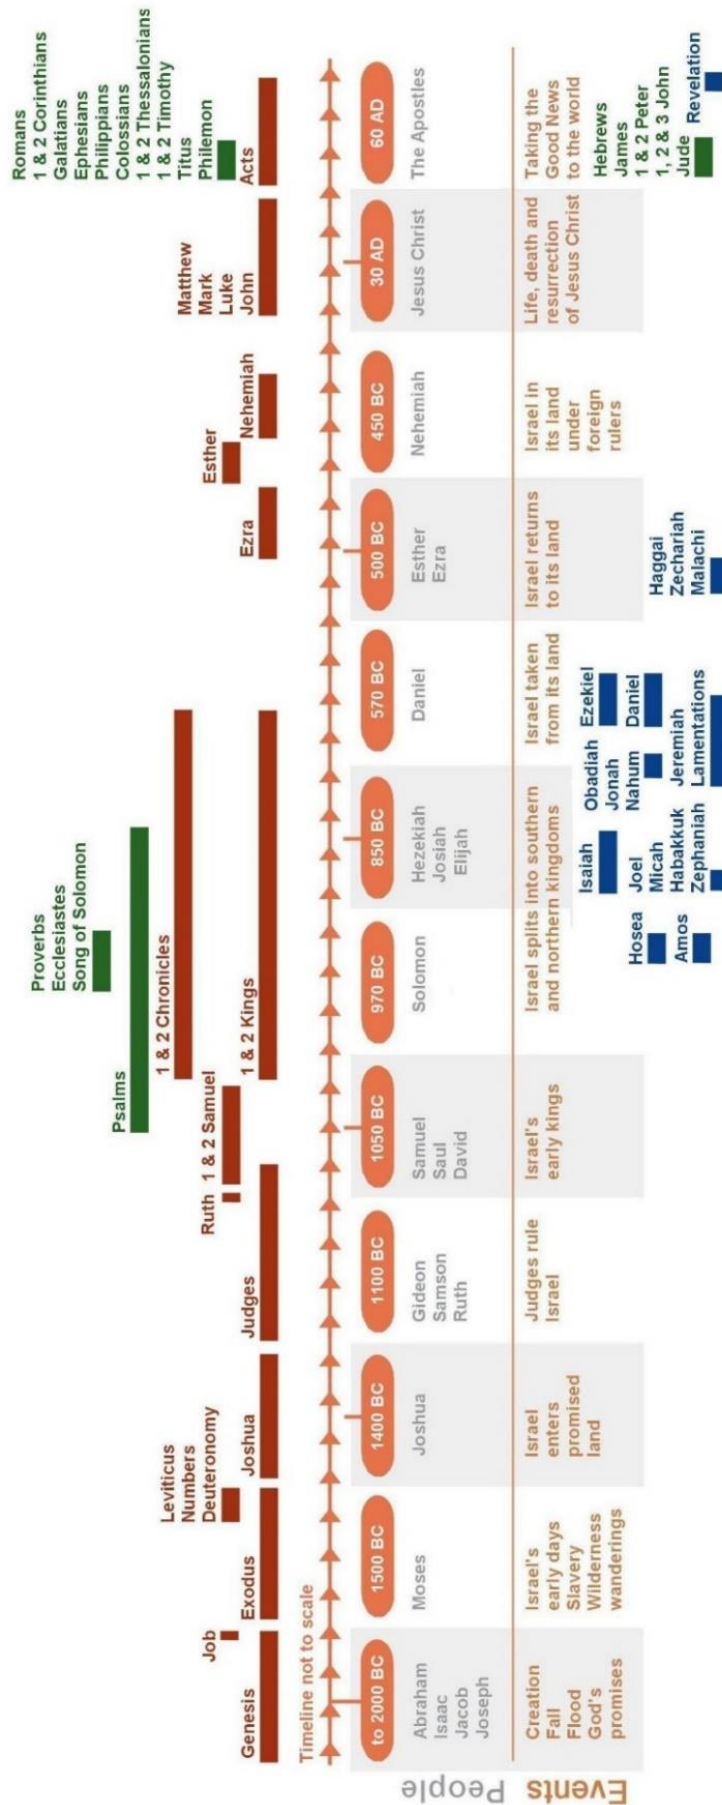 Genesis
Job
Exodus
Leviticus
Numbers
Deuteronomy
Joshua
Judges
Ruth
1 & 2 Samuel
Psalms
1 & 2 Chronicles
1 & 2 Kings
Proverbs
Ecclesiastes
Song of Solomon
Ezra
Esther
Nehemiah
Matthew
Mark
Luke
John
Romans
1 & 2 Corinthians
Galatians
Ephesians
Philippians
Colossians
1 & 2 Thessalonians
1 & 2 Timothy
Titus
Philemon
Acts
Timeline not to scale
to 2000 BC
1500 BC
1400 BC
1100 BC
1050 BC
970 BC
850 BC
570 BC
500 BC
450 BC
30 AD
60 AD
People
Abraham
Isaac
Jacob
Joseph
Moses
Joshua
Gideon
Samson
Ruth
Samuel
Saul
David
Solomon
Hezekiah
Josiah
Elijah
Daniel
Esther
Ezra
Nehemiah
Jesus Christ
The Apostles
Events
Creation
Fall
Flood
God's
promises
Israel's
early days
Slavery
Wilderness
wanderings
Israel
enters
promised
land
Judges rule
Israel
Israel's
early kings
Israel splits into southern
and northern kingdoms
Israel taken
from its land
Israel returns
to its land
Israel in
its land
under
foreign
rulers
Life, death and
resurrection
of Jesus Christ
Taking the
Good News
to the world
Hosea
Amos
Isaiah
Joel
Micah
Habakkuk
Zephaniah
Obadiah
Jonah
Nahum
Jeremiah
Lamentations
Ezekiel
Daniel
Haggai
Zechariah
Malachi
Hebrews
James
1 & 2 Peter
1, 2 & 3 John
Jude
Revelation